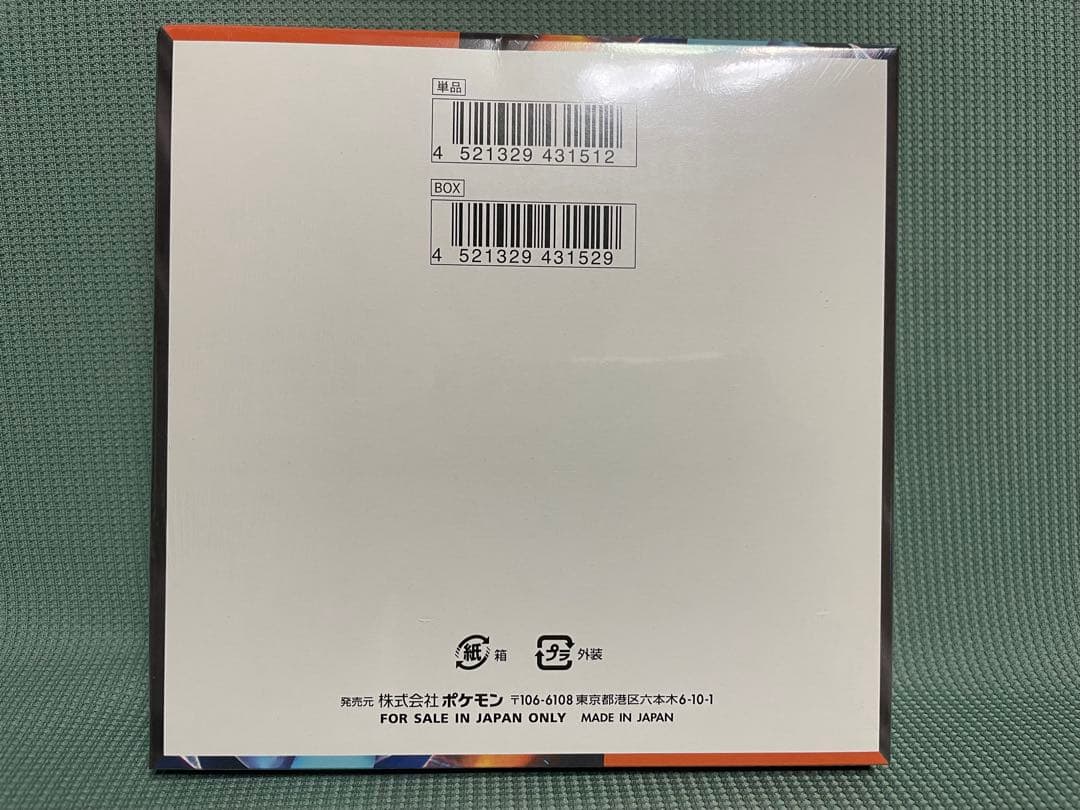 単品
4 521329 431512
BOX
4 521329 431529
紙 箱 プラ 外装
発売元 株式会社ポケモン 〒106-6108 東京都港区六本木6-10-1
FOR SALE IN JAPAN ONLY MADE IN JAPAN